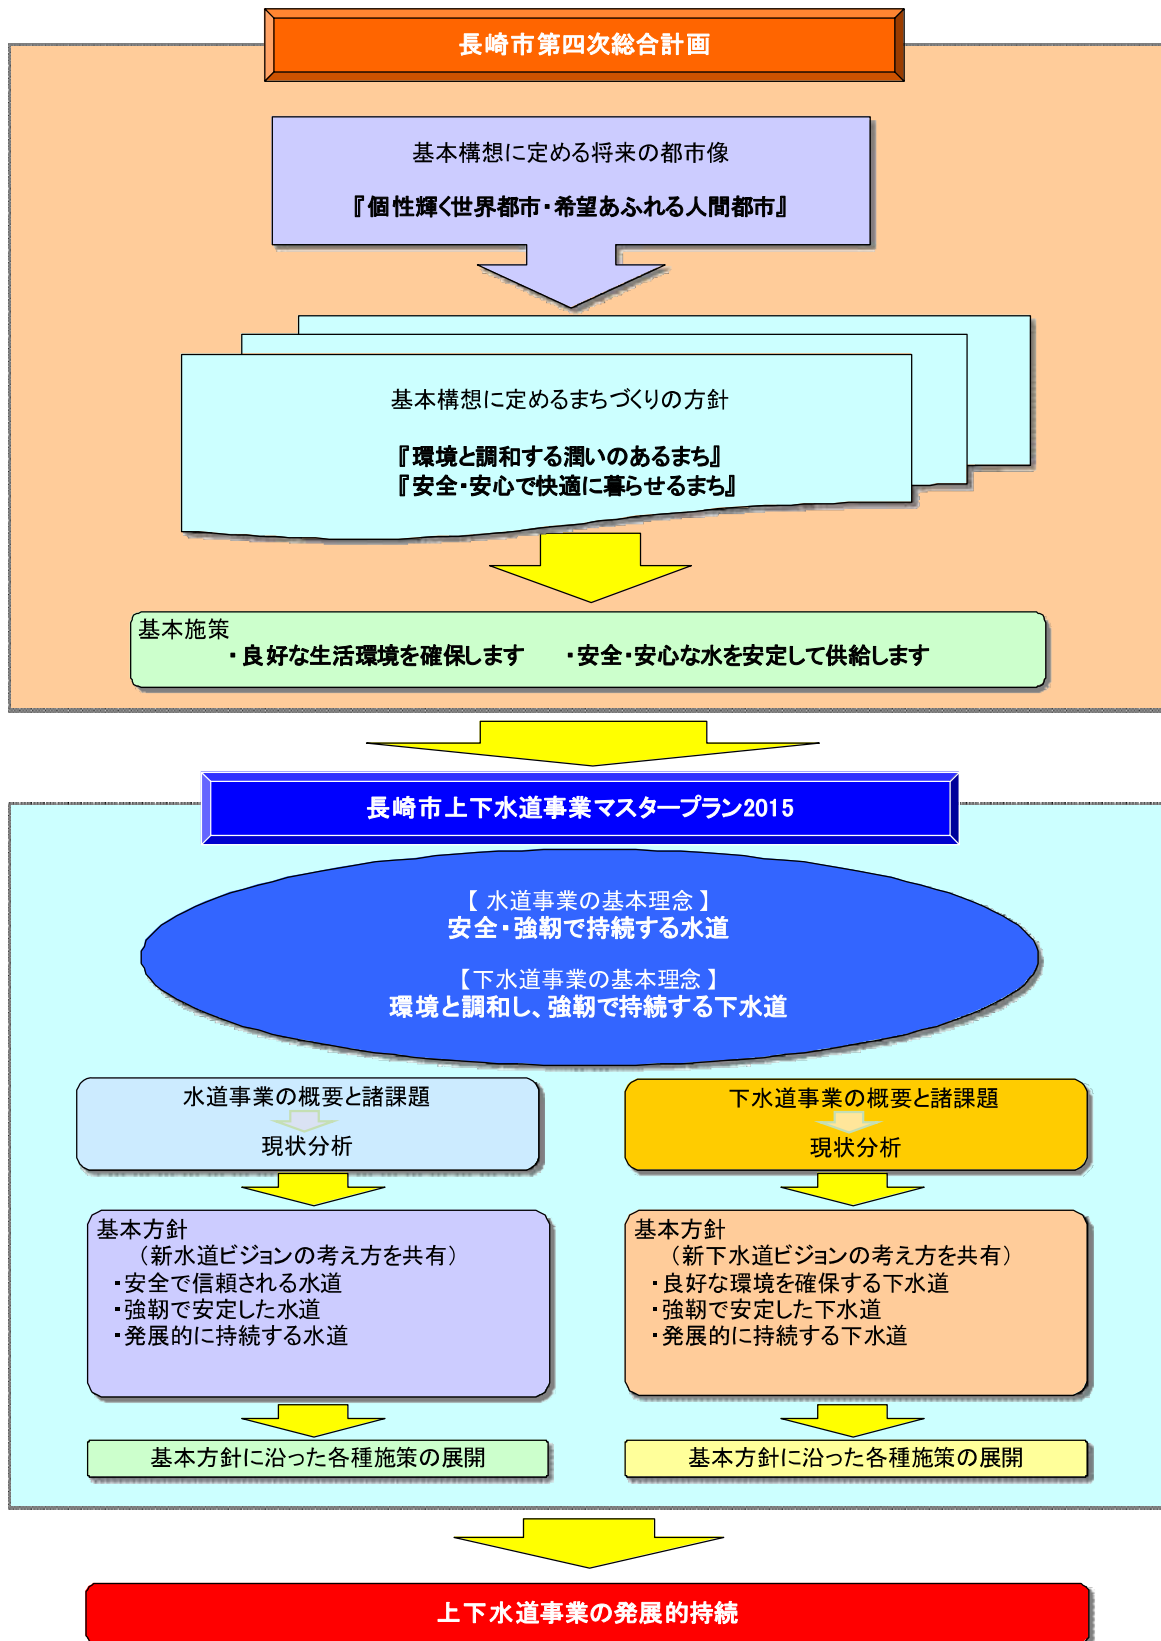 長崎市第四次総合計画
基本構想に定める将来の都市像
『個性輝く世界都市・希望あふれる人間都市』
基本構想に定めるまちづくりの方針
『環境と調和する潤いのあるまち』
『安全・安心で快適に暮らせるまち』
基本施策
・良好な生活環境を確保します ・安全・安心な水を安定して供給します
長崎市上下水道事業マスタープラン2015
【 水道事業の基本理念 】
安全・強靭で持続する水道
【下水道事業の基本理念 】
環境と調和し、強靭で持続する下水道
水道事業の概要と諸課題
現状分析
基本方針
（新水道ビジョンの考え方を共有）
・安全で信頼される水道
・強靭で安定した水道
・発展的に持続する水道
基本方針に沿った各種施策の展開
下水道事業の概要と諸課題
現状分析
基本方針
（新下水道ビジョンの考え方を共有）
・良好な環境を確保する下水道
・強靭で安定した下水道
・発展的に持続する下水道
基本方針に沿った各種施策の展開
上下水道事業の発展的持続